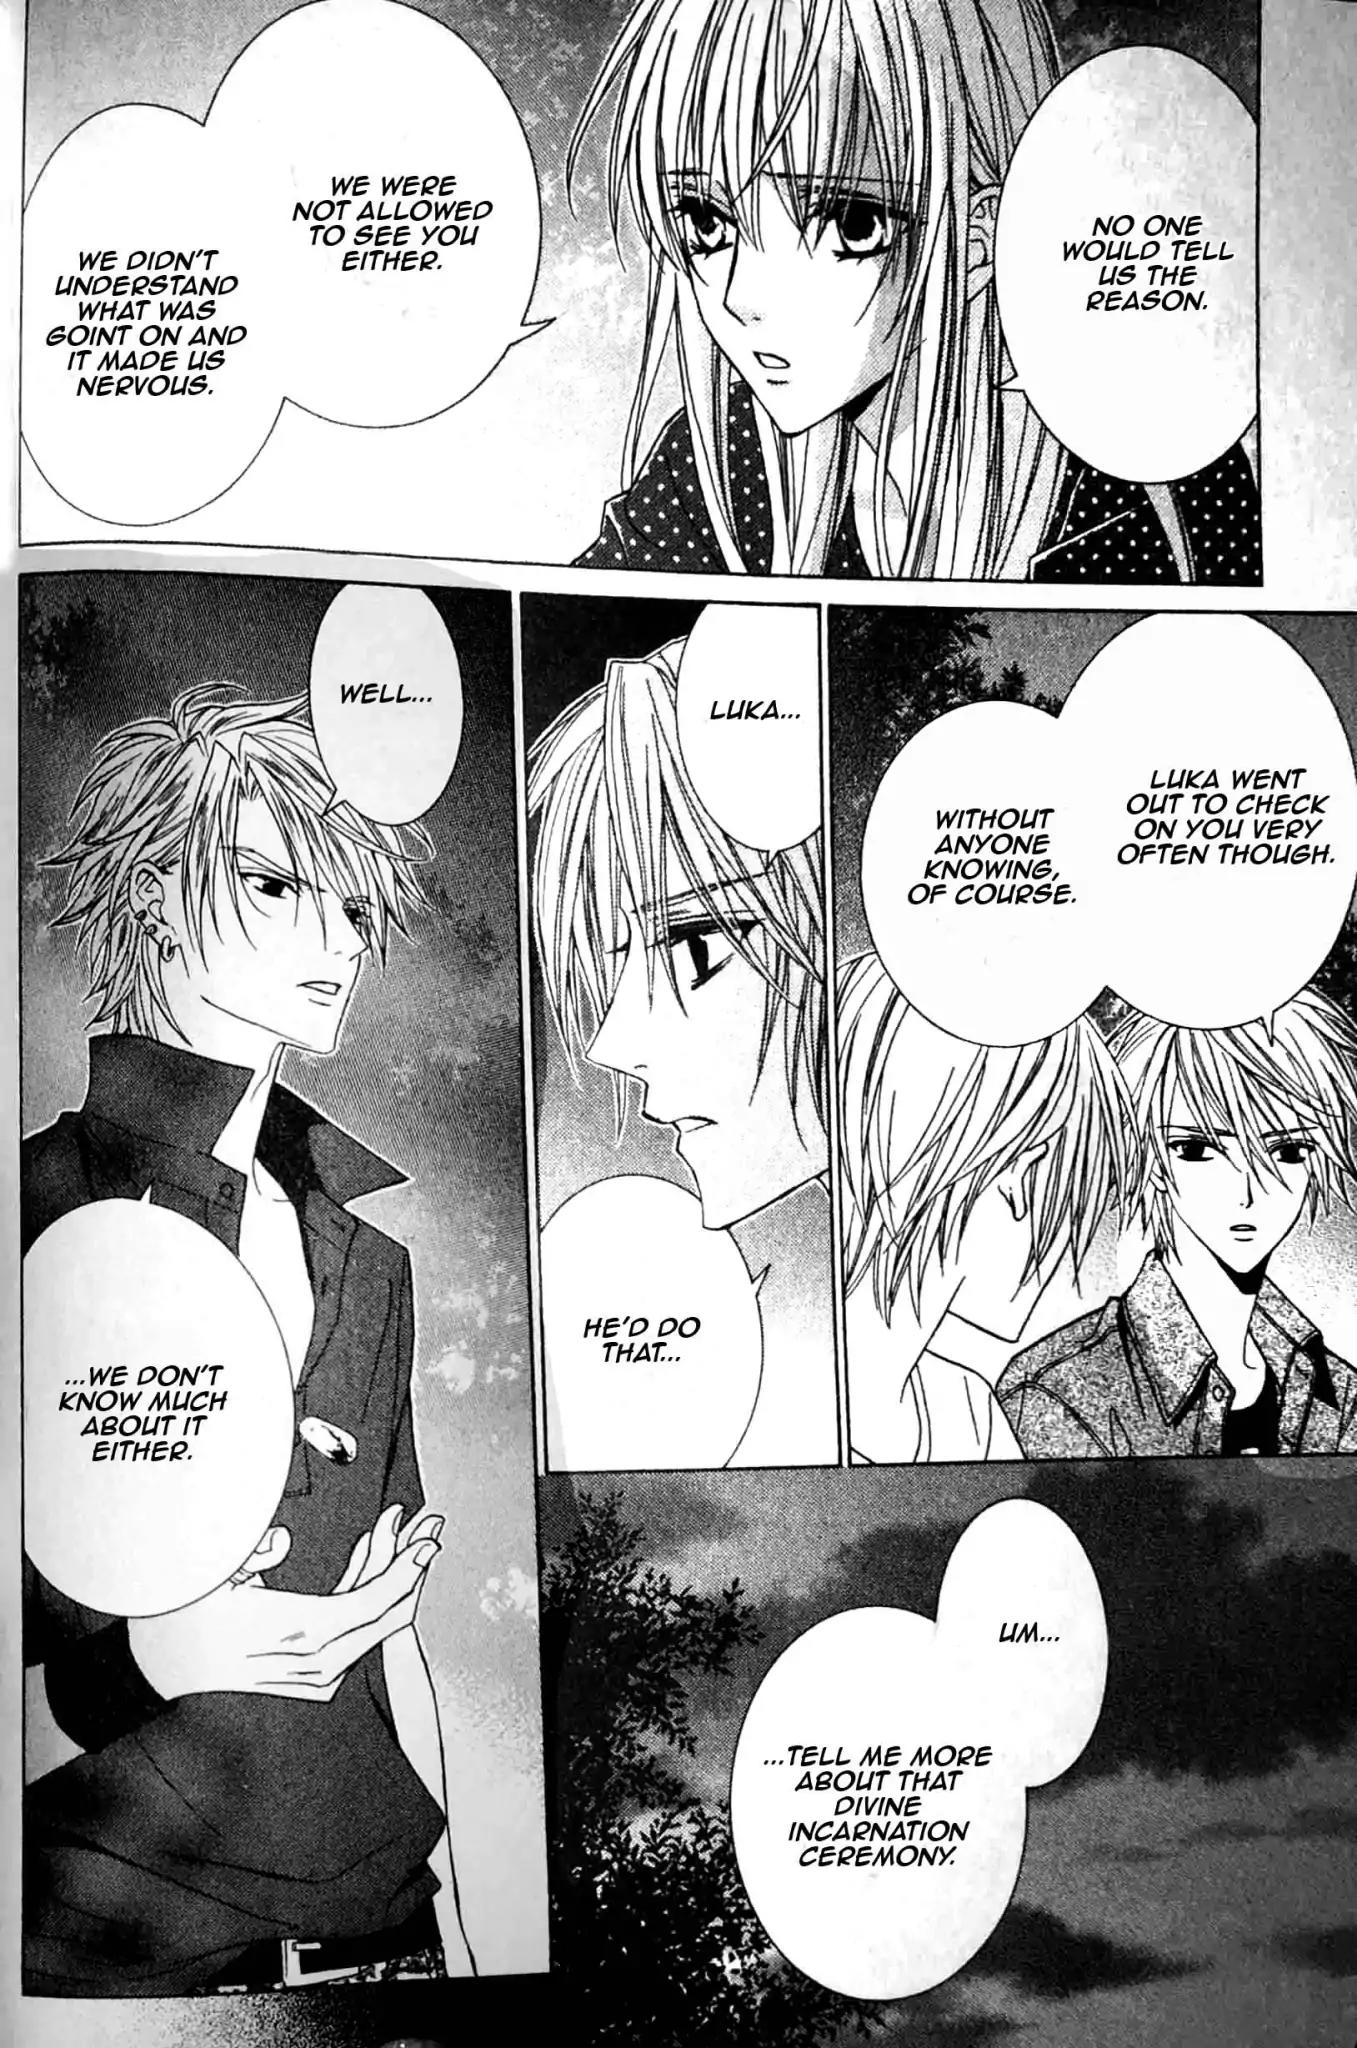 NO ONE
WOULD TELL
US THE
REASON.
WE WERE
NOT ALLOWED
TO SEE YOU
EITHER.
WE DIDN'T
UNDERSTAND
WHAT WAS
GOINT ON AND
IT MADE US
NERVOUS.
LUKA WENT
OUT TO CHECK
ON YOU VERY
OFTEN THOUGH.
WITHOUT
ANYONE
KNOWING,
OF COURSE.
LUKA...
HE'D DO
THAT...
WELL...
...WE DON'T
KNOW MUCH
ABOUT IT
EITHER.
UM...
...TELL ME MORE
ABOUT THAT
DIVINE
INCARNATION
CEREMONY.